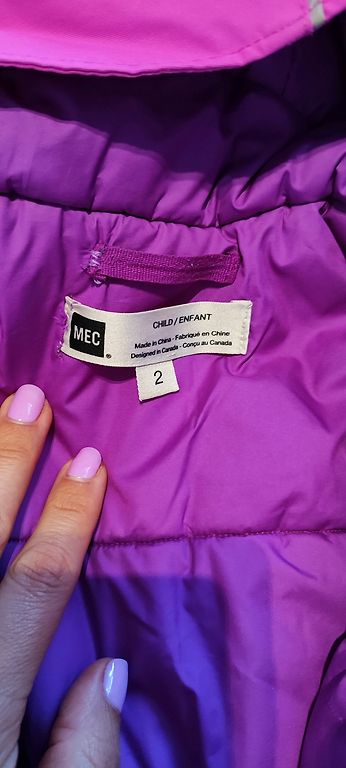 CHILD / ENFANT
MEC®
Made in China · Fabriqué en Chine
Designed in Canada · Conçu au Canada
2